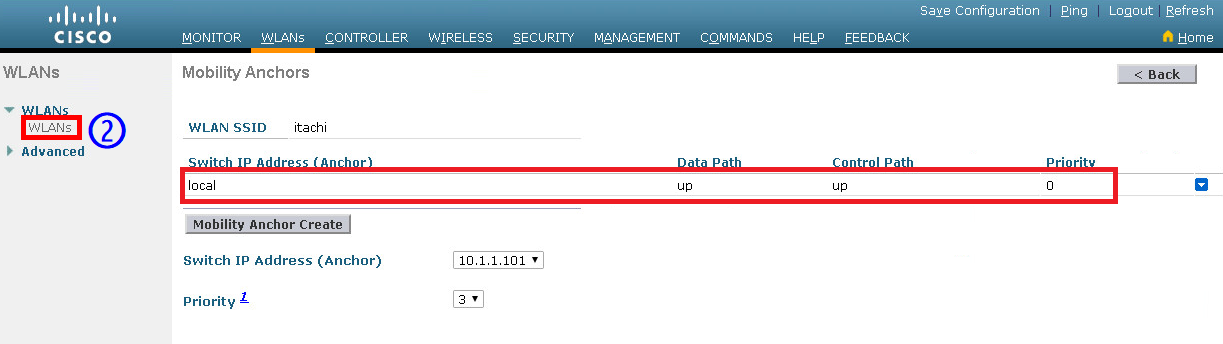 Save Configuration | Ping | Logout | Refresh
CISCO
MONITOR WLANs CONTROLLER WIRELESS SECURITY MANAGEMENT COMMANDS HELP FEEDBACK Home
WLANs Mobility Anchors < Back
WLANs
WLANs 2
Advanced
WLAN SSID itachi
Switch IP Address (Anchor) Data Path Control Path Priority
local up up 0
Mobility Anchor Create
Switch IP Address (Anchor) 10.1.1.101
Priority 1 3